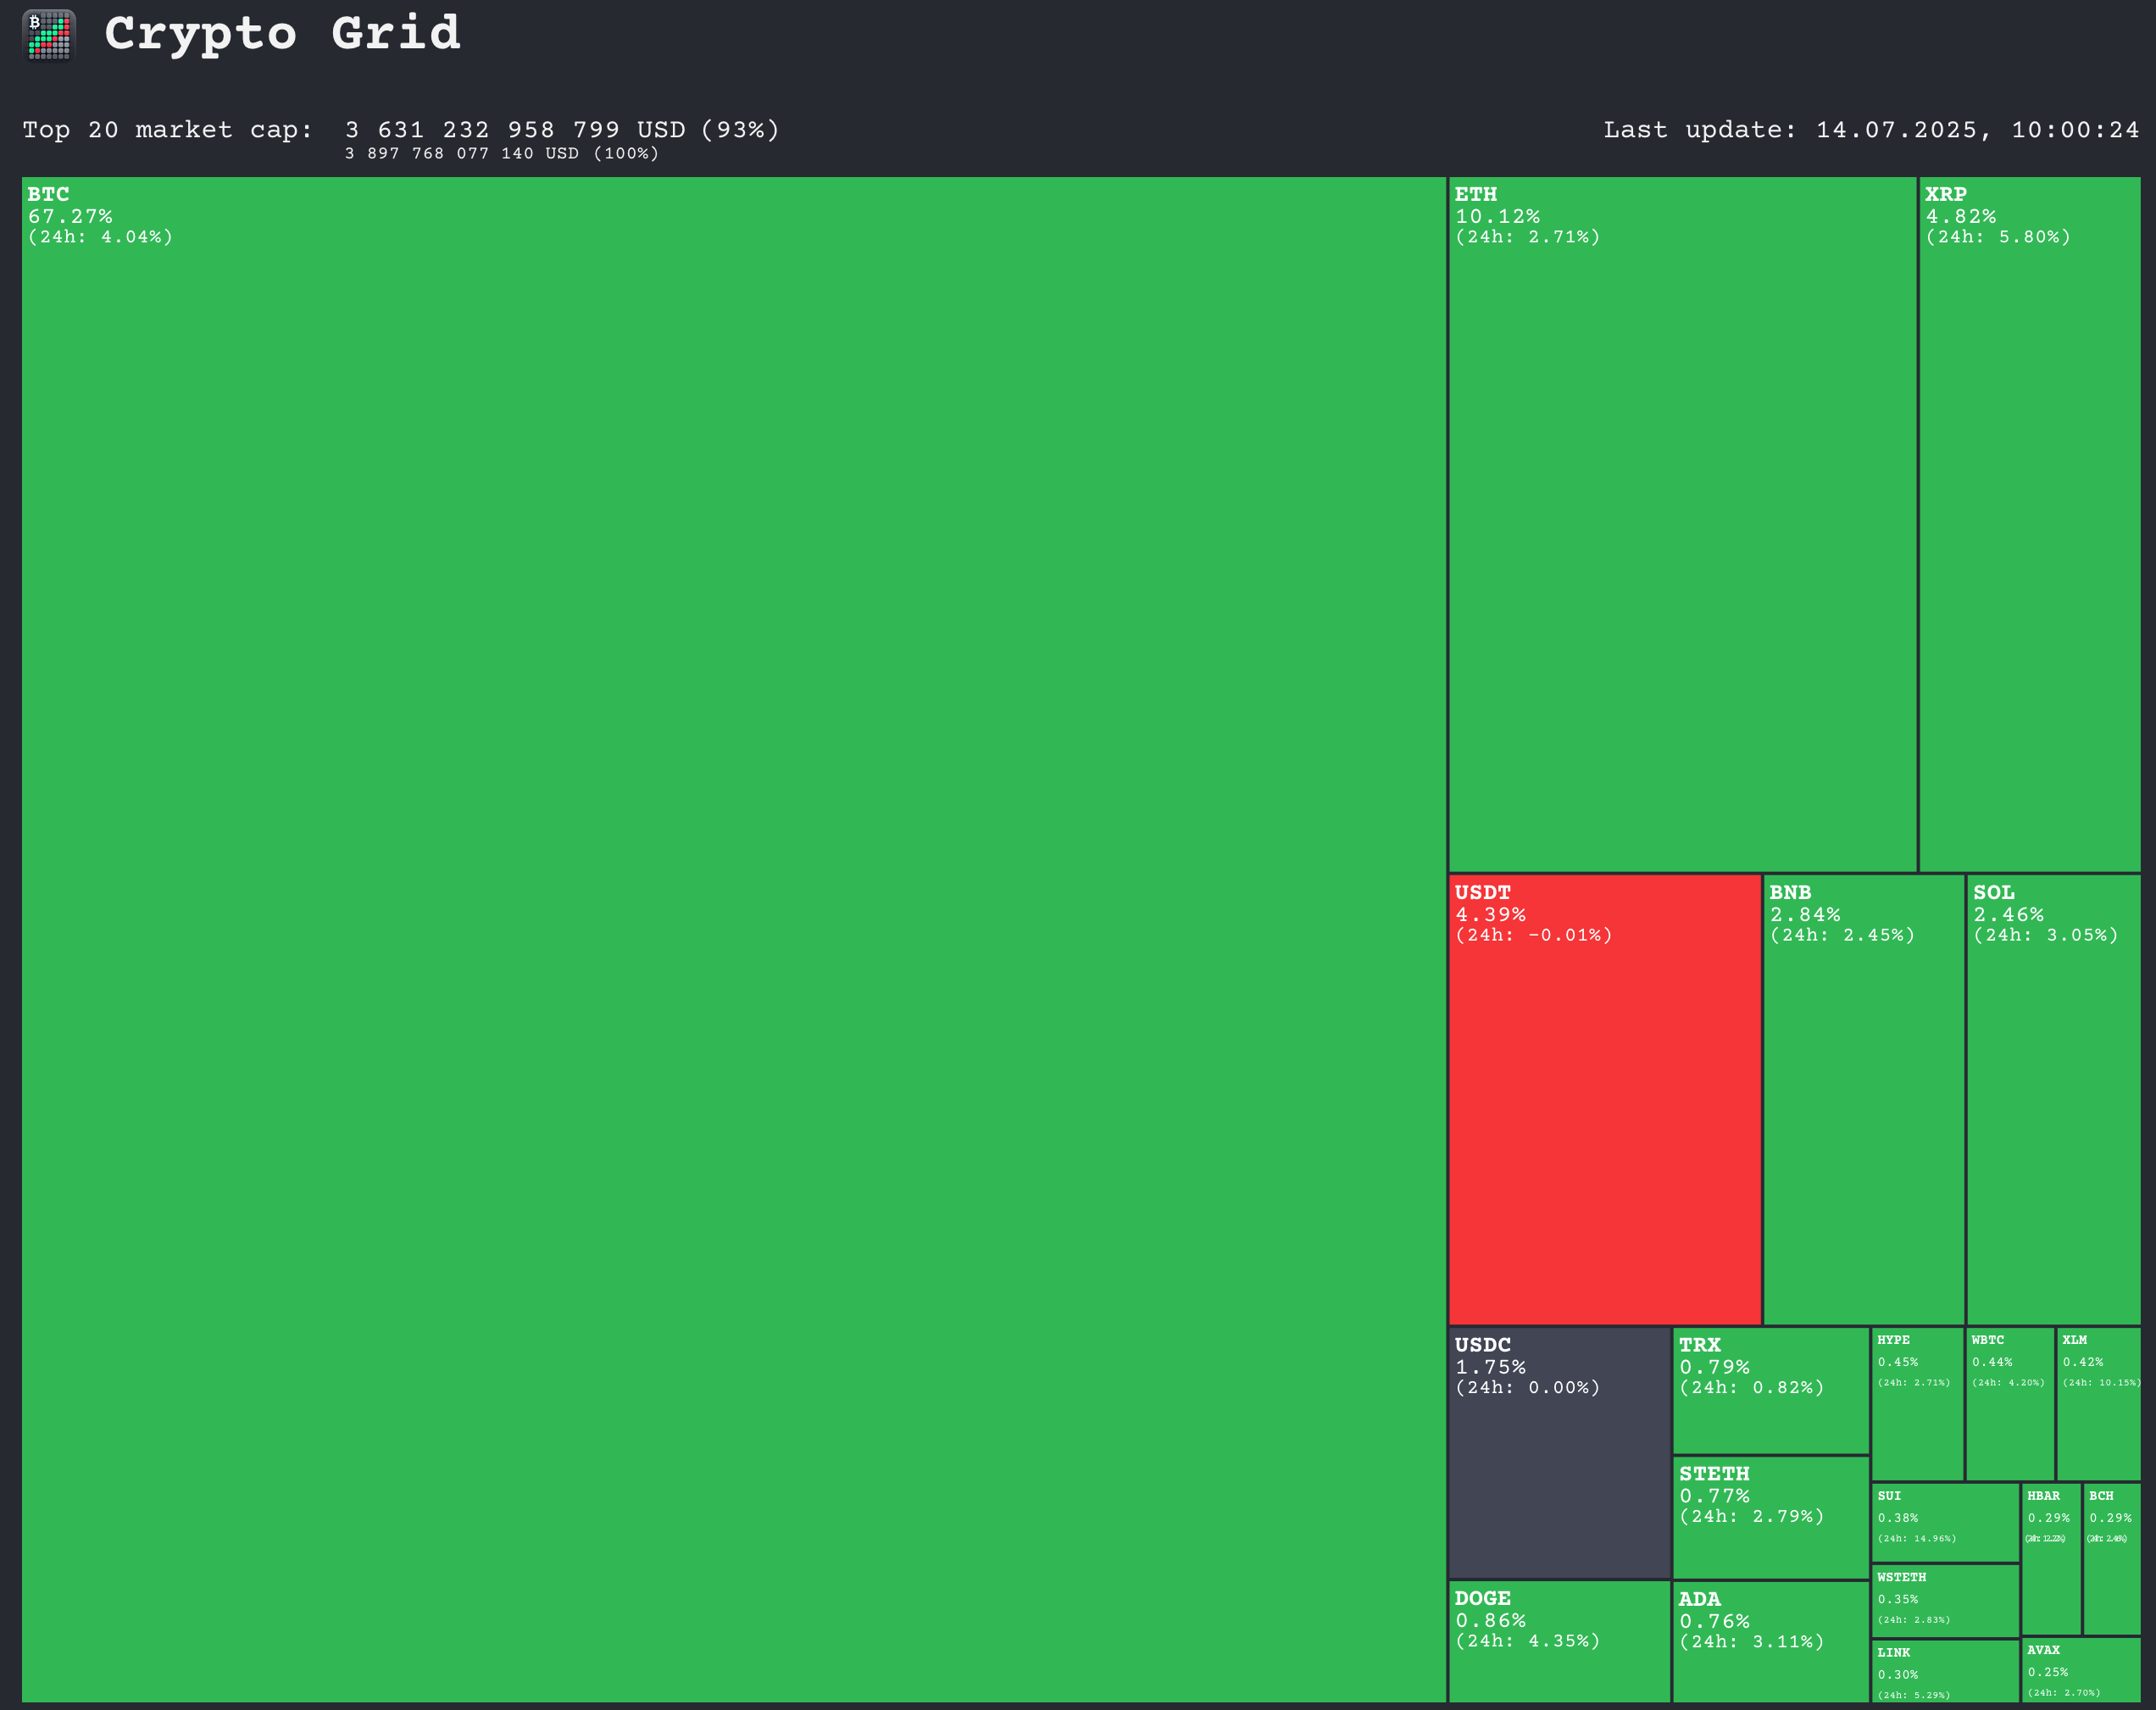 Crypto Grid
Top 20 market cap: 3 631 232 958 799 USD (93%)
3 897 768 077 140 USD (100%)
Last update: 14.07.2025, 10:00:24
BTC
67.27%
(24h: 4.04%)
ETH
10.12%
(24h: 2.71%)
XRP
4.82%
(24h: 5.80%)
USDT
4.39%
(24h: -0.01%)
BNB
2.84%
(24h: 2.45%)
SOL
2.46%
(24h: 3.05%)
USDC
1.75%
(24h: 0.00%)
TRX
0.79%
(24h: 0.82%)
HYPE
0.45%
(24h: 2.71%)
WBTC
0.44%
(24h: 4.20%)
XLM
0.42%
(24h: 10.15%)
STETH
0.77%
(24h: 2.79%)
SUI
0.38%
(24h: 14.96%)
HBAR
0.29%
BCH
0.29%
WSTETH
0.35%
(24h: 2.83%)
DOGE
0.86%
(24h: 4.35%)
ADA
0.76%
(24h: 3.11%)
LINK
0.30%
(24h: 5.29%)
AVAX
0.25%
(24h: 2.70%)